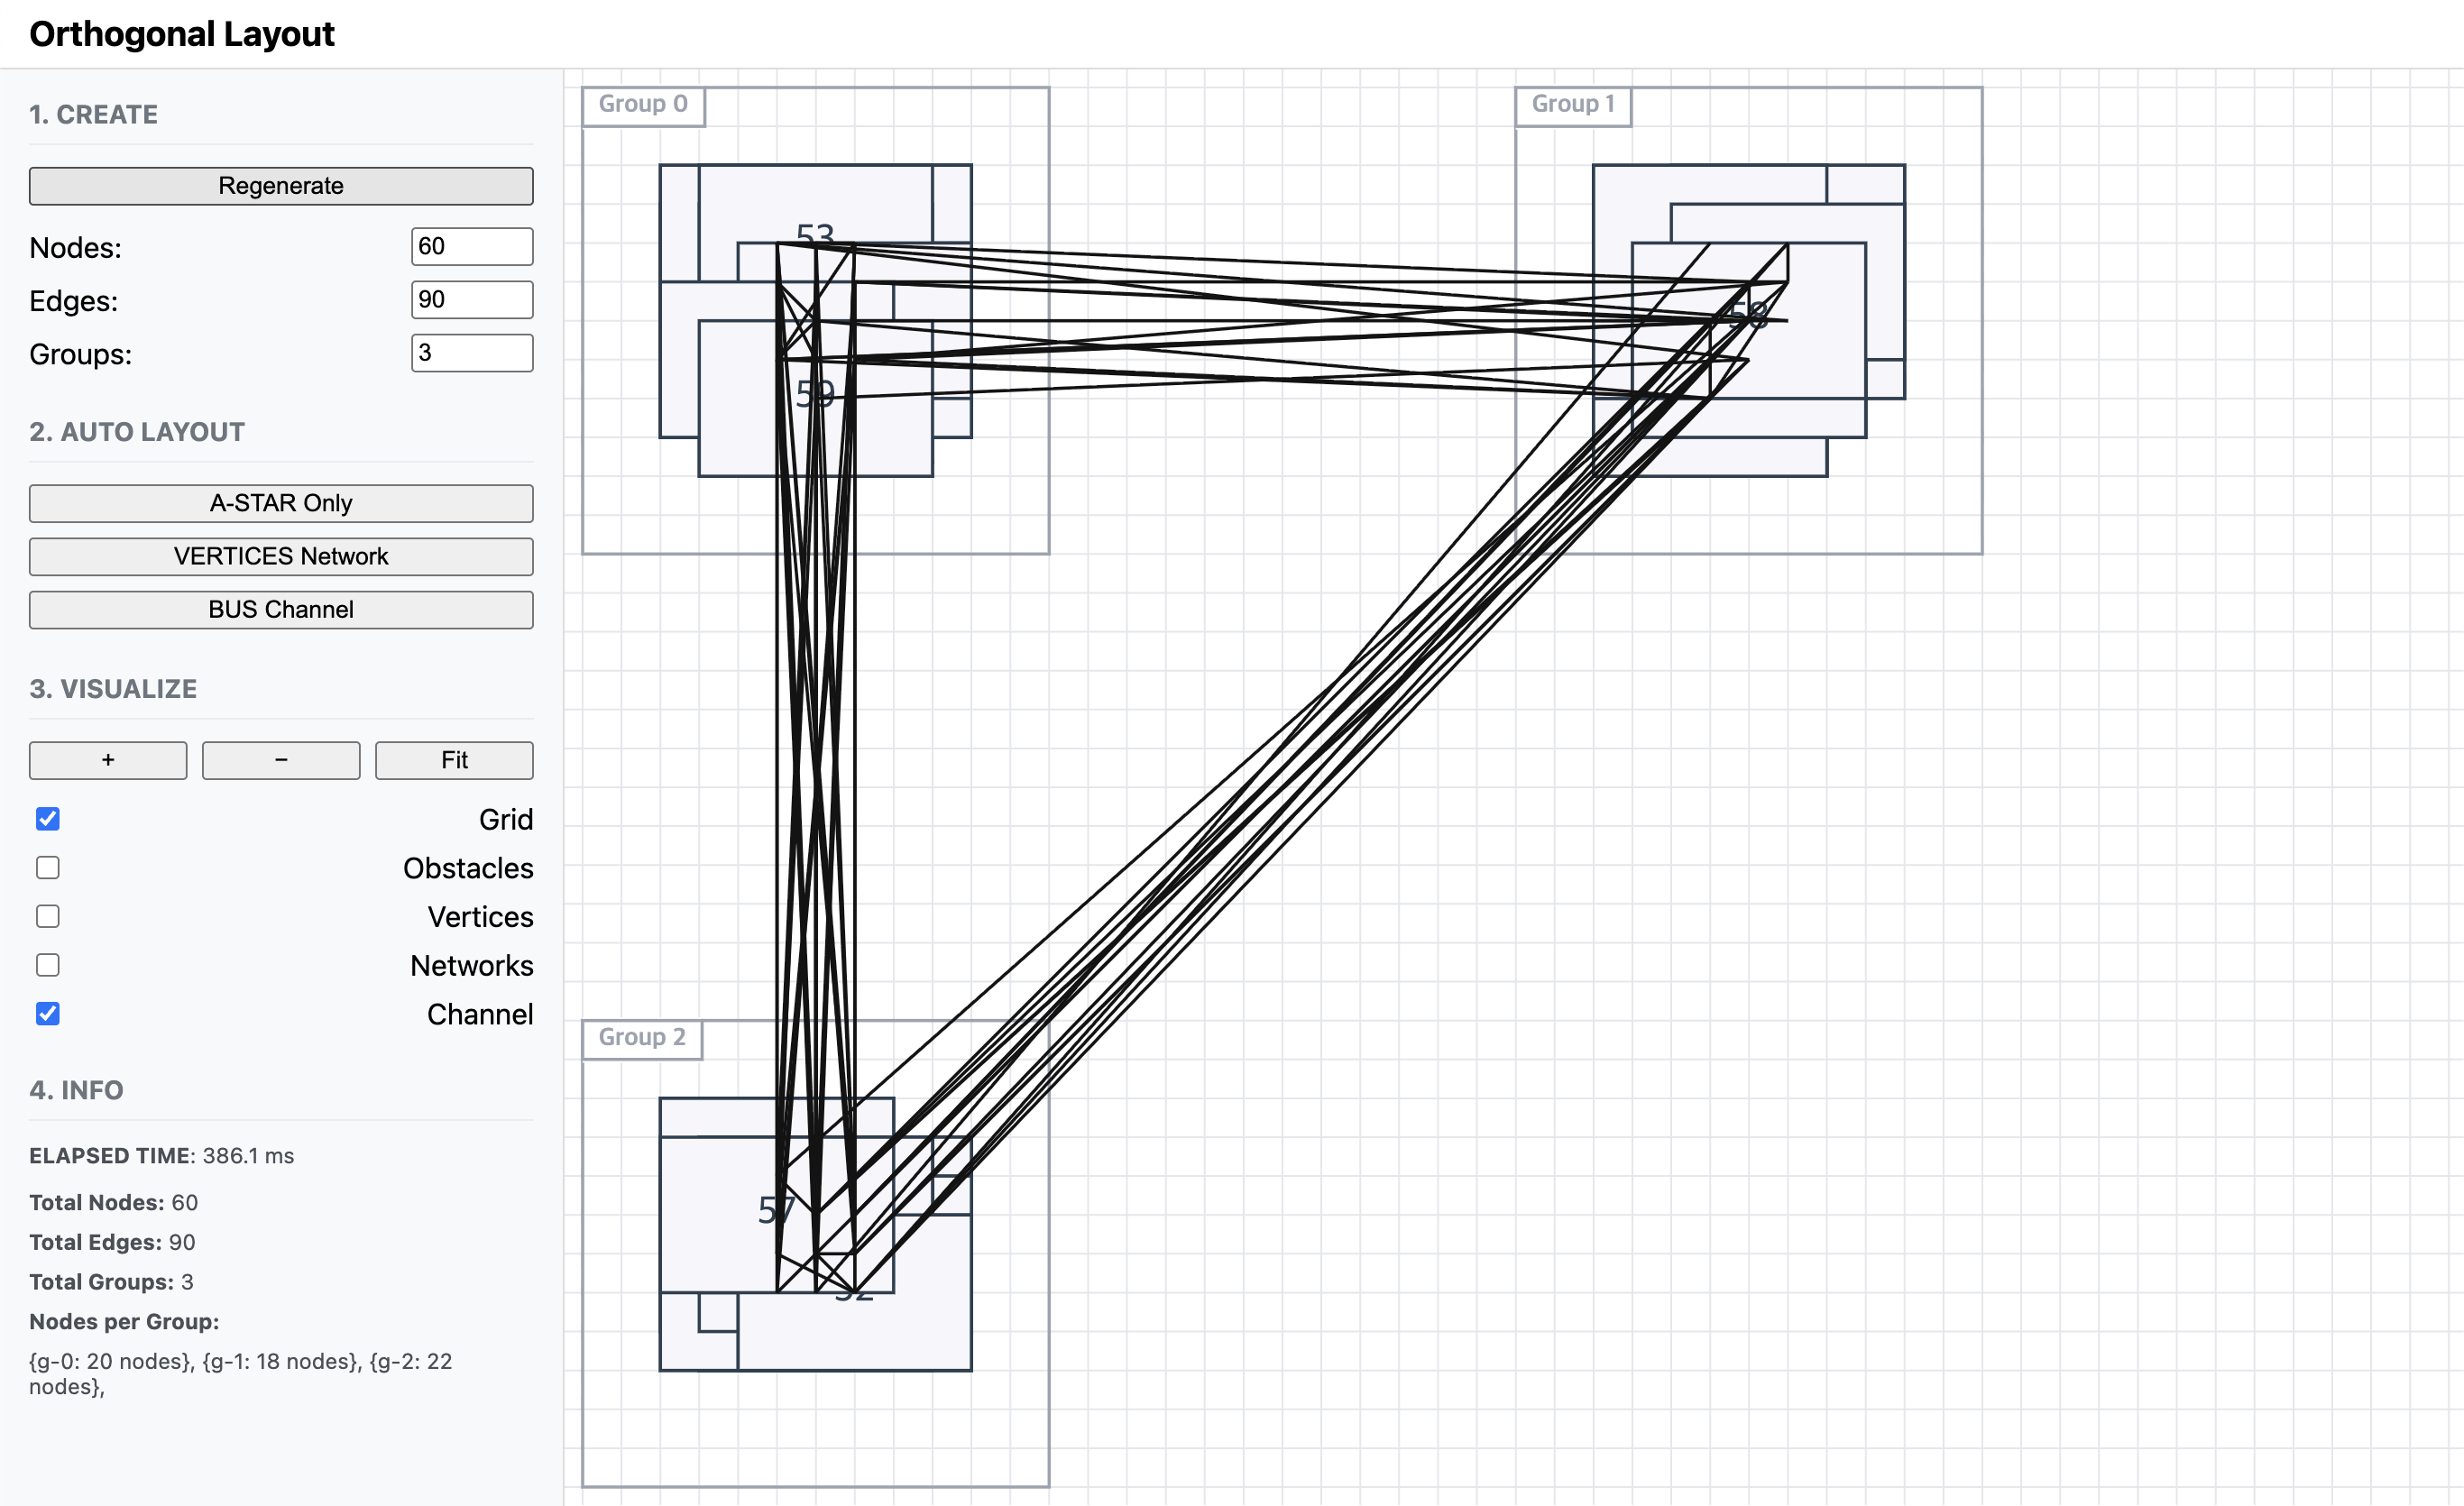 Orthogonal Layout
1. CREATE
Regenerate
Nodes:
60
Edges:
90
Groups:
3
2. AUTO LAYOUT
A-STAR Only
VERTICES Network
BUS Channel
3. VISUALIZE
+
−
Fit
Grid
Obstacles
Vertices
Networks
Channel
4. INFO
ELAPSED TIME: 386.1 ms
Total Nodes: 60
Total Edges: 90
Total Groups: 3
Nodes per Group:
{g-0: 20 nodes}, {g-1: 18 nodes}, {g-2: 22
nodes},
Group 0
53
59
Group 1
58
Group 2
57